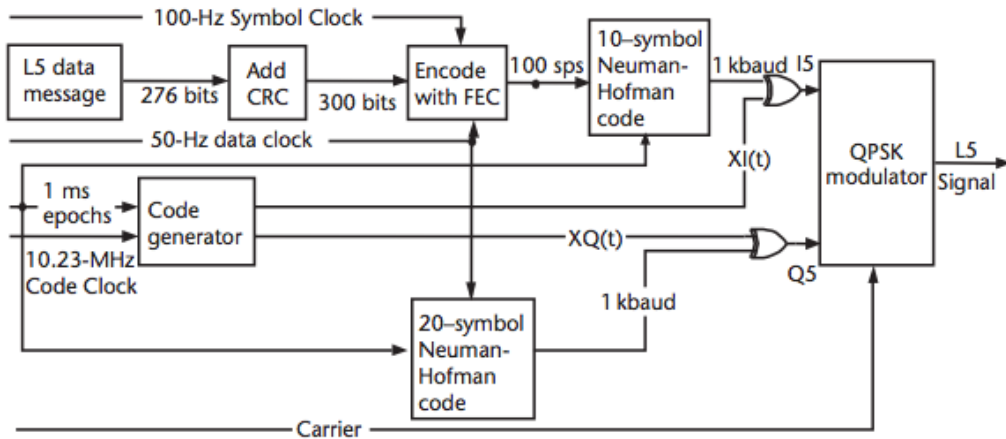 100-Hz Symbol Clock
L5 data
message
276 bits
Add
CRC
300 bits
Encode
with FEC
100 sps
10–symbol
Neuman-
Hofman
code
1 kbaud
I5
50-Hz data clock
XI(t)
QPSK
modulator
L5
Signal
1 ms
epochs
Code
generator
XQ(t)
10.23-MHz
Code Clock
Q5
1 kbaud
20–symbol
Neuman-
Hofman
code
Carrier